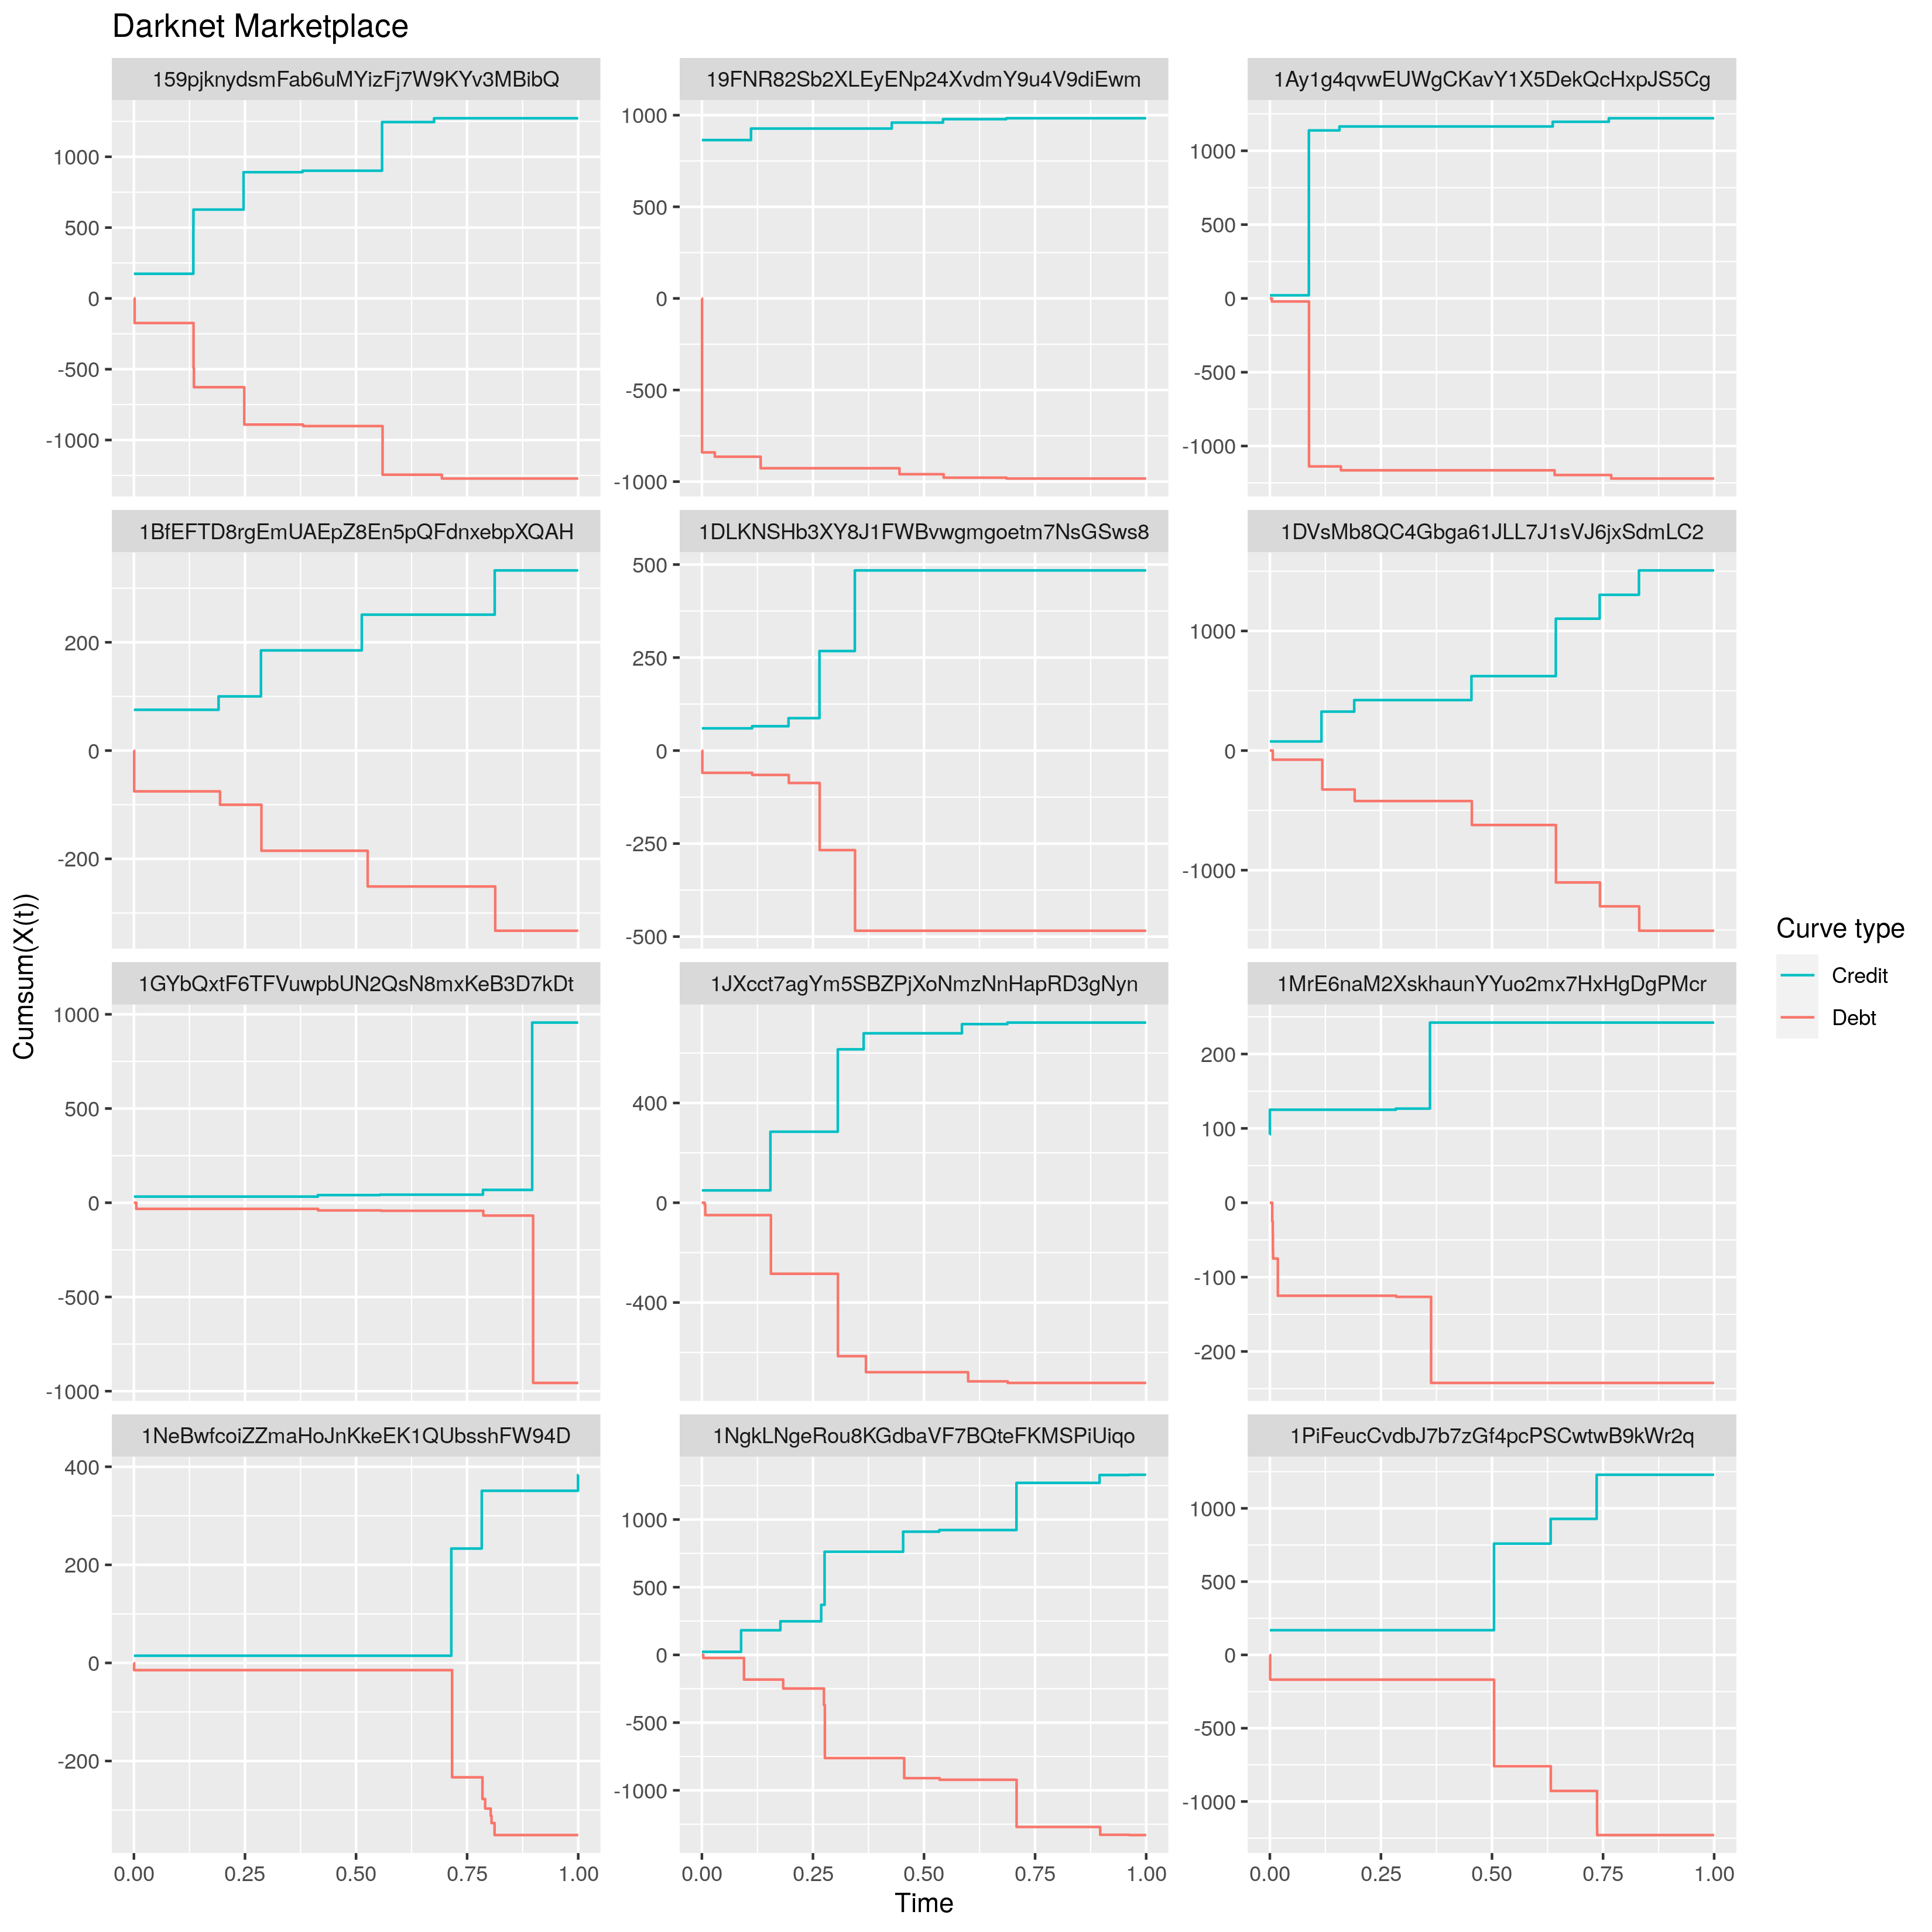 Darknet Marketplace
159pjknydsmFab6uMYizFj7W9KYv3MBibQ
19FNR82Sb2XLEyENp24XvdmY9u4V9diEwm
1Ay1g4qvwEUWgCKavY1X5DekQcHxpJS5Cg
1000
500
0
-500
-1000
1000
500
0
-500
-1000
1000
500
0
-500
-1000
1BfEFTD8rgEmUAEpZ8En5pQFdnxebpXQAH
1DLKNSHb3XY8J1FWBvwgmgoetm7NsGSws8
1DVsMb8QC4Gbga61JLL7J1sVJ6jxSdmLC2
200
0
-200
500
250
0
-250
-500
1000
0
-1000
1GYbQxtF6TFVuwpbUN2QsN8mxKeB3D7kDt
1JXcct7agYm5SBZPjXoNmzNnHapRD3gNyn
1MrE6naM2XskhaunYYuo2mx7HxHgDgPMcr
1000
500
0
-500
-1000
400
0
-400
200
100
0
-100
-200
1NeBwfcoiZZmaHoJnKkeEK1QUbsshFW94D
1NgkLNgeRou8KGdbaVF7BQteFKMSPiUiqo
1PiFeucCvdbJ7b7zGf4pcPSCwtwB9kWr2q
400
200
0
-200
1000
500
0
-500
-1000
1000
500
0
-500
-1000
0.00 0.25 0.50 0.75 1.00
0.00 0.25 0.50 0.75 1.00
0.00 0.25 0.50 0.75 1.00
Time
Cumsum(X(t))
Curve type
Credit
Debt